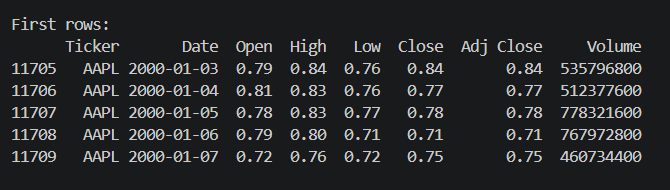 First rows:
Ticker Date Open High Low Close Adj Close Volume
11705 AAPL 2000-01-03 0.79 0.84 0.76 0.84 0.84 535796800
11706 AAPL 2000-01-04 0.81 0.83 0.76 0.77 0.77 512377600
11707 AAPL 2000-01-05 0.78 0.83 0.77 0.78 0.78 778321600
11708 AAPL 2000-01-06 0.79 0.80 0.71 0.71 0.71 767972800
11709 AAPL 2000-01-07 0.72 0.76 0.72 0.75 0.75 460734400